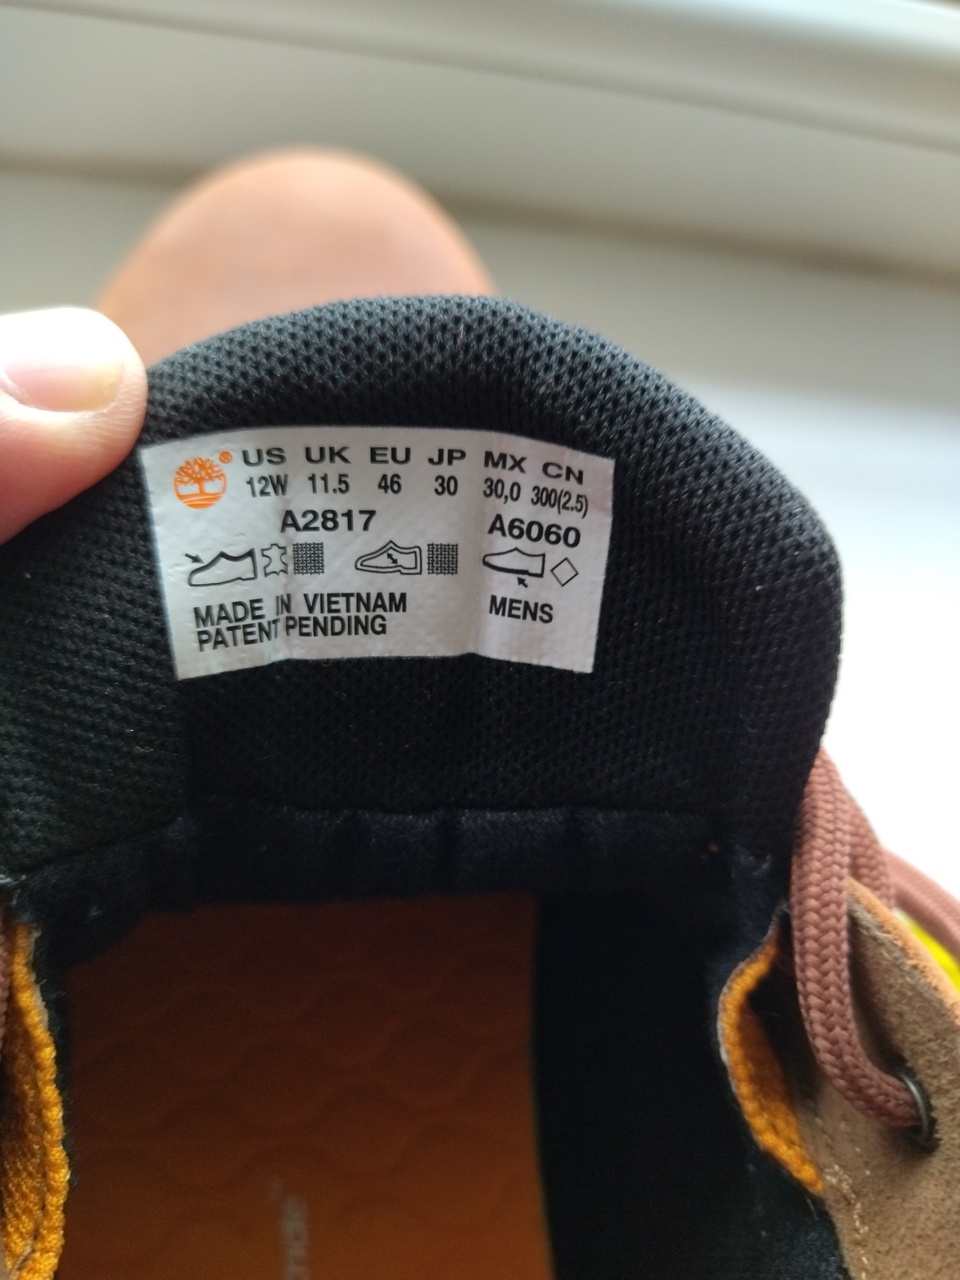 ® US UK EU JP MX CN
12W 11.5 46 30 30,0 300(2.5)
A2817 A6060
MADE IN VIETNAM MENS
PATENT PENDING